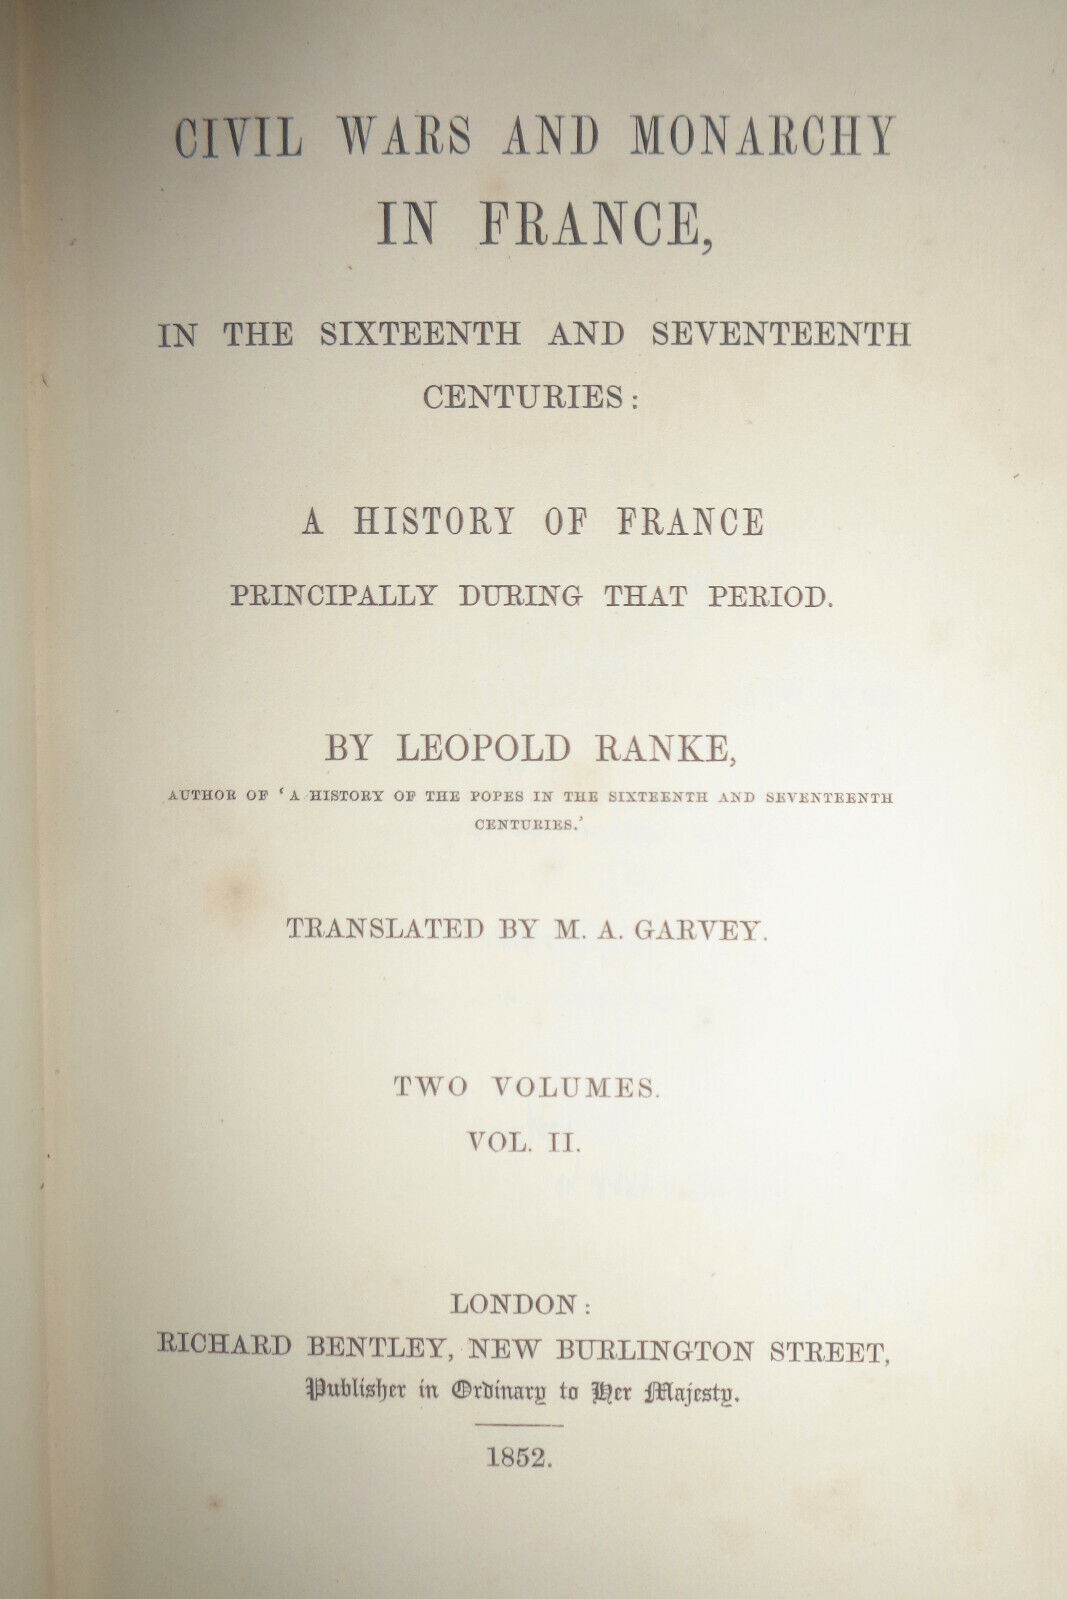 CIVIL WARS AND MONARCHY
IN FRANCE,
IN THE SIXTEENTH AND SEVENTEENTH
CENTURIES:
A HISTORY OF FRANCE
PRINCIPALLY DURING THAT PERIOD.
BY LEOPOLD RANKE,
AUTHOR OF 'A HISTORY OF THE POPES IN THE SIXTEENTH AND SEVENTEENTH
CENTURIES.'
TRANSLATED BY M. A. GARVEY.
TWO VOLUMES.
VOL. II.
LONDON:
RICHARD BENTLEY, NEW BURLINGTON STREET,
Publisher in Ordinary to Her Majesty.
1852.